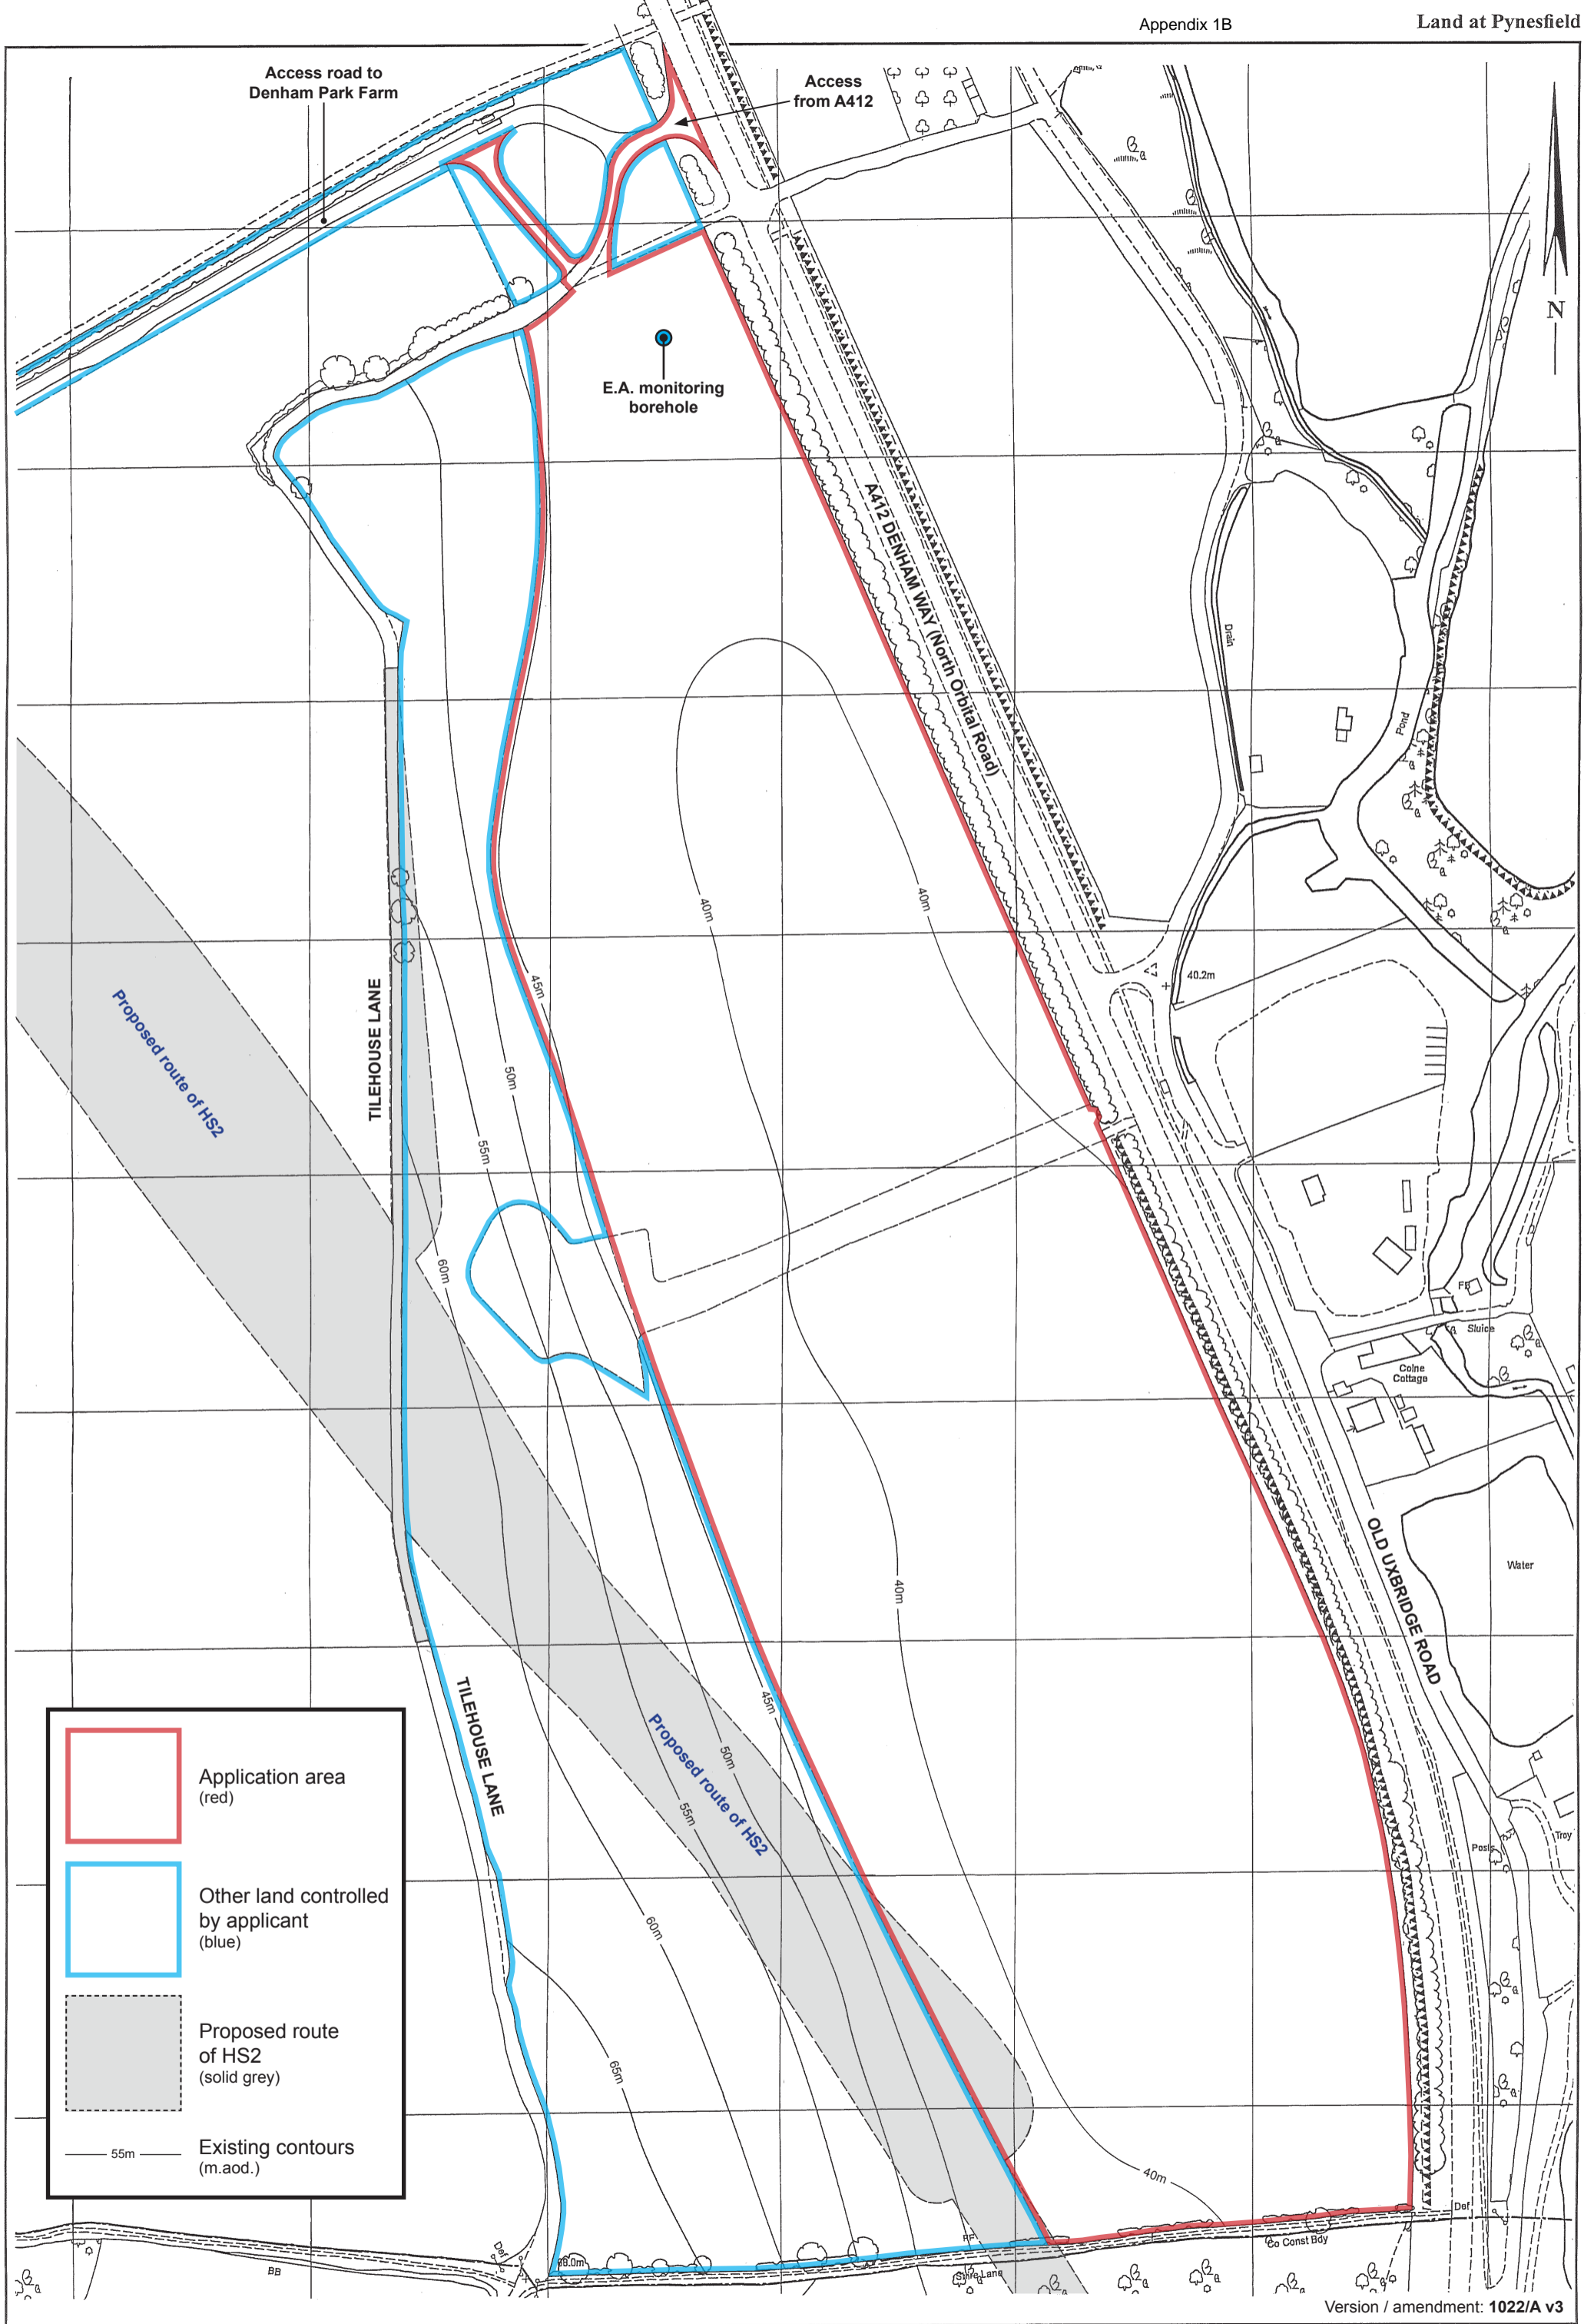 Appendix 1B
Land at Pynesfield
Access road to
Denham Park Farm
Access
from A412
N
E.A. monitoring
borehole
A412 DENHAM WAY (North Orbital Road)
Drain
Pond
40m
40m
40.2m
45m
TILEHOUSE LANE
Proposed route of HS2
50m
55m
60m
FB
Sluice
Colne
Cottage
OLD UXBRIDGE ROAD
Water
40m
TILEHOUSE LANE
45m
Proposed route of HS2
50m
55m
60m
65m
Posts
Troy
40m
Def
Co Const Bdy
Def
BB
Shire Lane
Application area
(red)
Other land controlled
by applicant
(blue)
Proposed route
of HS2
(solid grey)
55m
Existing contours
(m.aod.)
Version / amendment: 1022/A v3